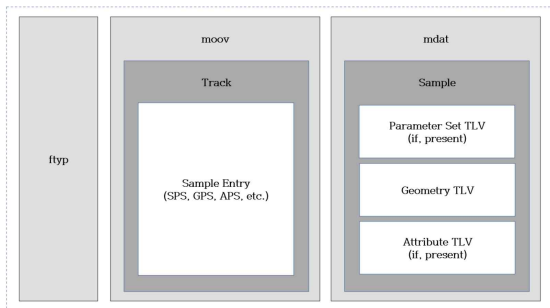 ftyp
moov
Track
Sample Entry
(SPS, GPS, APS, etc.)
mdat
Sample
Parameter Set TLV
(if, present)
Geometry TLV
Attribute TLV
(if, present)